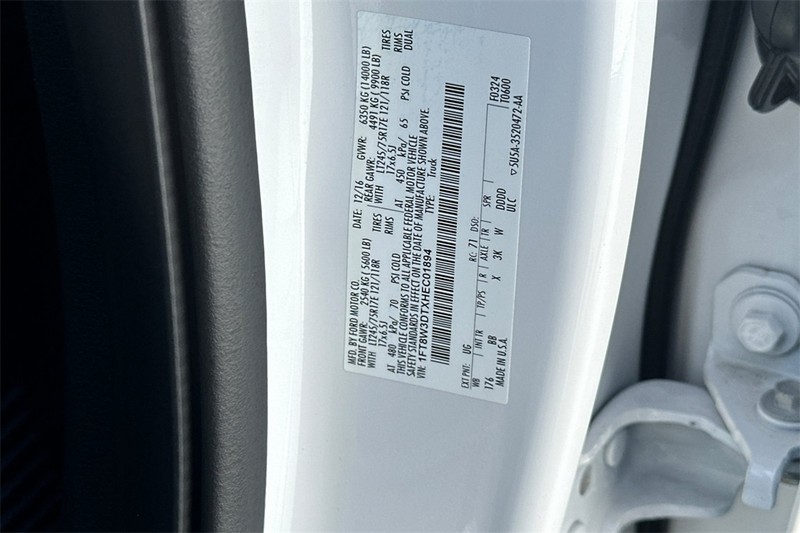 MFD. BY FORD MOTOR CO.
DATE: 12/16 GVWR: 6350 KG (14000 LB)
FRONT GAWR: 2540 KG (5600 LB) REAR GAWR: 4491 KG (9900 LB)
WITH LT245/75R17E 121/118R TIRES WITH LT245/75R17E 121/118R TIRES
17x6.5J RIMS 17x6.5J RIMS
AT 480 kPa/ 70 PSI COLD AT 450 kPa/ 65 PSI COLD DUAL
THIS VEHICLE CONFORMS TO ALL APPLICABLE FEDERAL MOTOR VEHICLE
SAFETY STANDARDS IN EFFECT ON THE DATE OF MANUFACTURE SHOWN ABOVE.
VIN: 1FT8W3DTXHEC01894 TYPE: Truck
F0324
T0600
EXT PNT: UG RC: 71 DSO:
WB INT TR TP/PS R AXLE TR SPR
176 BB X 3K W DDDD
MADE IN U.S.A. ULC
▽5U5A-3520472-AA